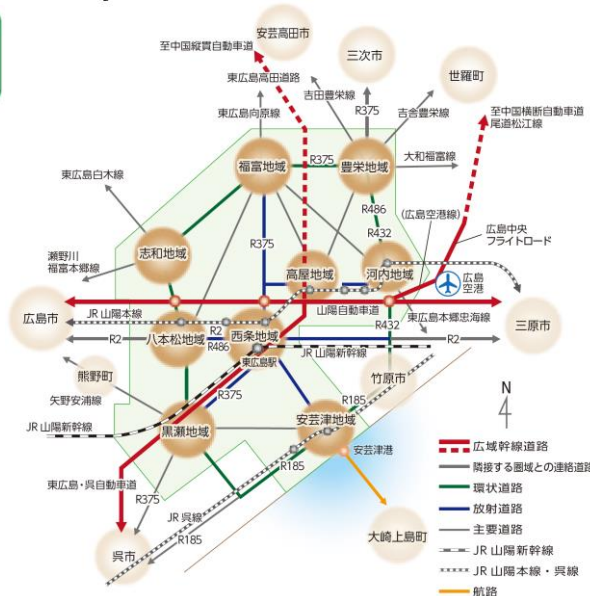 安芸高田市
至中国縦貫自動車道
三次市
世羅町
東広島高田道路
吉田豊栄線
R375
吉舎豊栄線
東広島向原線
至中国横断自動車道
尾道松江線
福富地域
R375
豊栄地域
大和福富線
東広島白木線
R486
R432
(広島空港線)
広島中央
フライトロード
志和地域
R375
瀬野川
福富本郷線
高屋地域
河内地域
広島
空港
広島市
山陽自動車道
JR 山陽本線
R2
R432
東広島本郷忠海線
三原市
R2
八本松地域
R486
西条地域
R2
東広島駅
JR 山陽新幹線
熊野町
竹原市
R375
矢野安浦線
R185
N
黒瀬地域
安芸津地域
JR 山陽新幹線
R185
安芸津港
東広島・呉自動車道
R375
JR 呉線
R185
呉市
大崎上島町
広域幹線道路
隣接する圏域との連絡道路
環状道路
放射道路
主要道路
JR 山陽新幹線
JR 山陽本線・呉線
航路